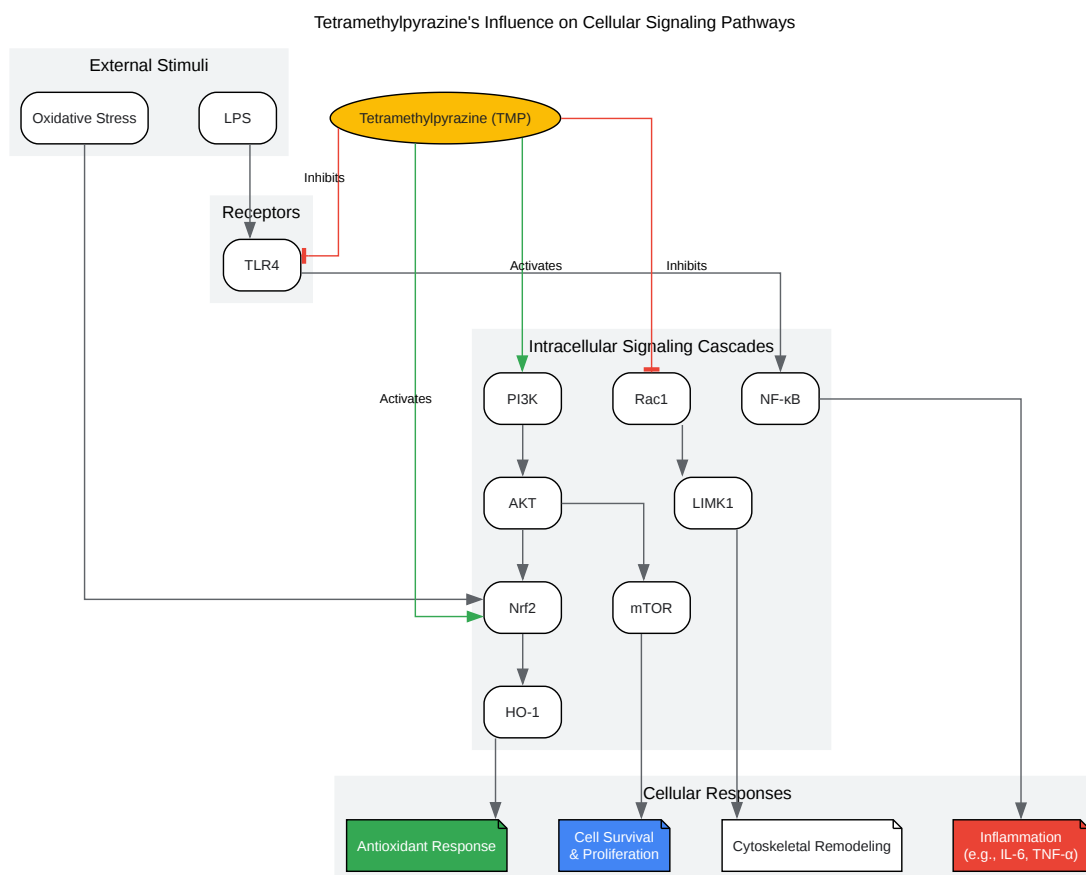 Tetramethylpyrazine's Influence on Cellular Signaling Pathways
External Stimuli
Oxidative Stress
LPS
Tetramethylpyrazine (TMP)
Inhibits
Receptors
TLR4
Activates
Inhibits
Intracellular Signaling Cascades
PI3K
Rac1
NF-κB
Activates
AKT
LIMK1
Nrf2
mTOR
HO-1
Cellular Responses
Antioxidant Response
Cell Survival
& Proliferation
Cytoskeletal Remodeling
Inflammation
(e.g., IL-6, TNF-α)